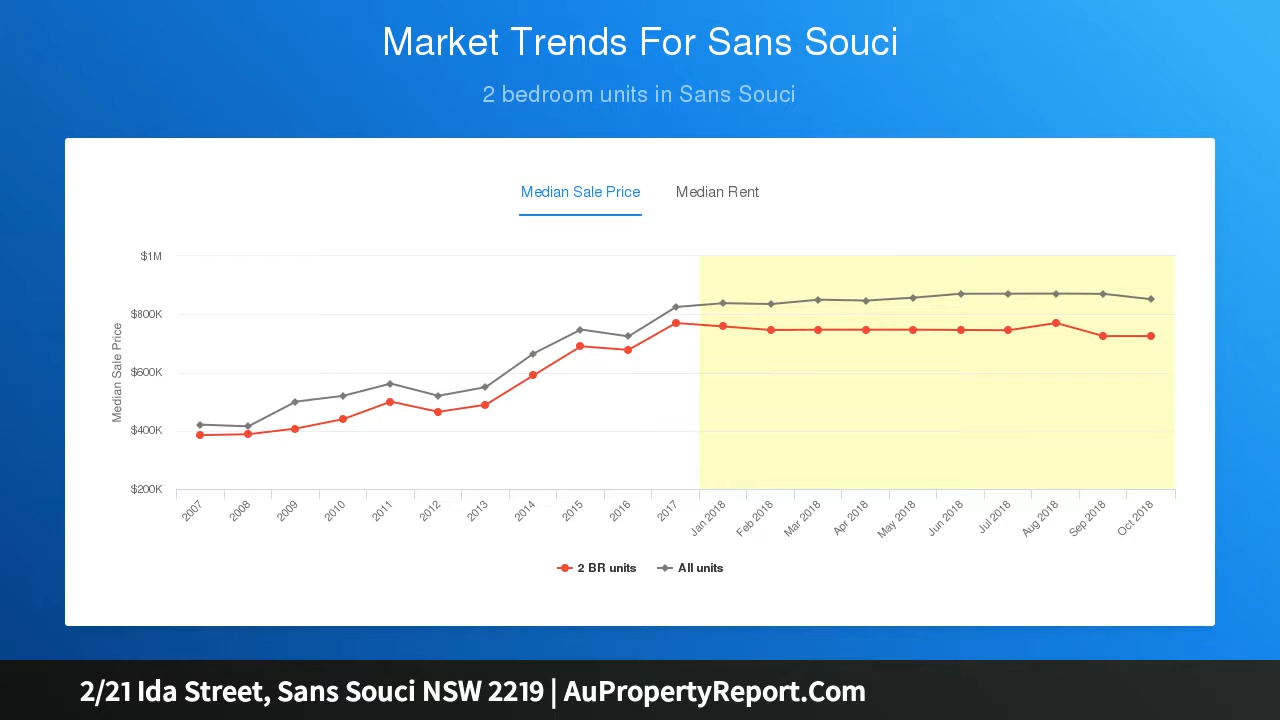 Market Trends For Sans Souci
2 bedroom units in Sans Souci
Median Sale Price Median Rent
Median Sale Price
$1M
$800K
$600K
$400K
$200K
2007 2008 2009 2010 2011 2012 2013 2014 2015 2016 2017 Jan 2018 Feb 2018 Mar 2018 Apr 2018 May 2018 Jun 2018 Jul 2018 Aug 2018 Sep 2018 Oct 2018
2 BR units All units
2/21 Ida Street, Sans Souci NSW 2219 | AuPropertyReport.Com